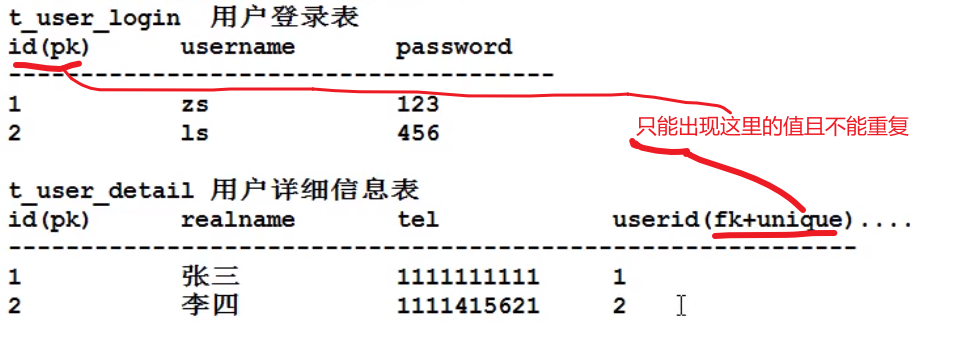 t_user_login 用户登录表
id(pk) username password
--------------------------------------
1 zs 123
2 ls 456
只能出现这里的值且不能重复
t_user_detail 用户详细信息表
id(pk) realname tel userid(fk+unique)....
-----------------------------------------------------------
1 张三 1111111111 1
2 李四 1111415621 2